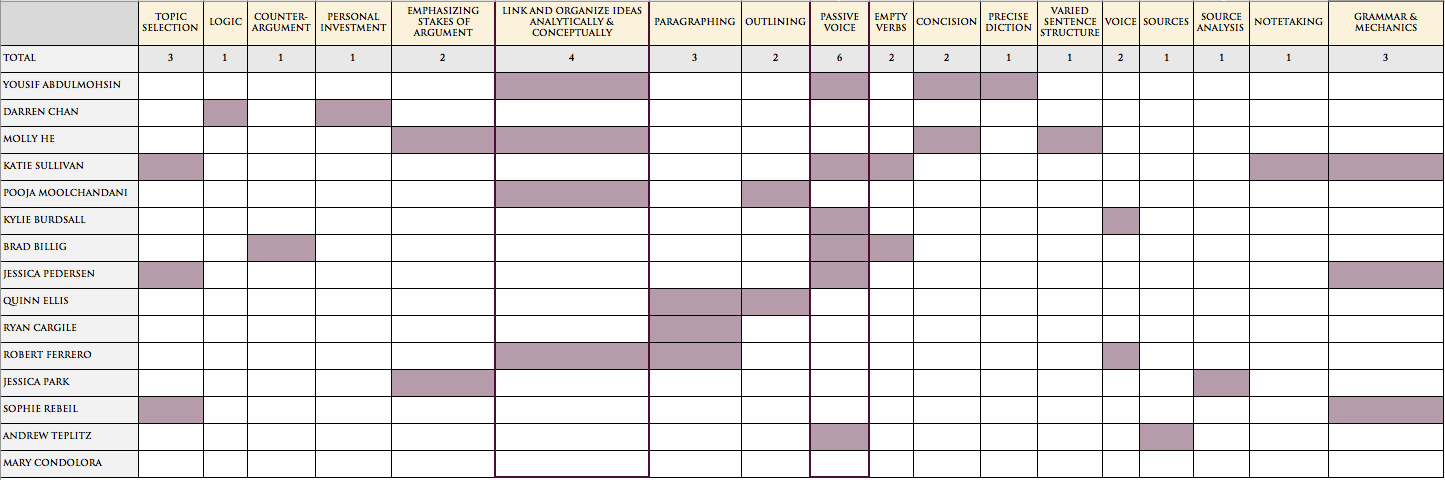 TOPIC SELECTION LOGIC COUNTER-ARGUMENT PERSONAL INVESTMENT EMPHASIZING STAKES OF ARGUMENT LINK AND ORGANIZE IDEAS ANALYTICALLY & CONCEPTUALLY PARAGRAPHING OUTLINING PASSIVE VOICE EMPTY VERBS CONCISION PRECISE DICTION VARIED SENTENCE STRUCTURE VOICE SOURCES SOURCE ANALYSIS NOTETAKING GRAMMAR & MECHANICS
TOTAL 3 1 1 1 2 4 3 2 6 2 2 1 1 2 1 1 1 3
YOUSIF ABDULMOHSIN
DARREN CHAN
MOLLY HE
KATIE SULLIVAN
POOJA MOOLCHANDANI
KYLIE BURDSALL
BRAD BILLIG
JESSICA PEDERSEN
QUINN ELLIS
RYAN CARGILE
ROBERT FERRERO
JESSICA PARK
SOPHIE REBEIL
ANDREW TEPLITZ
MARY CONDOLORA